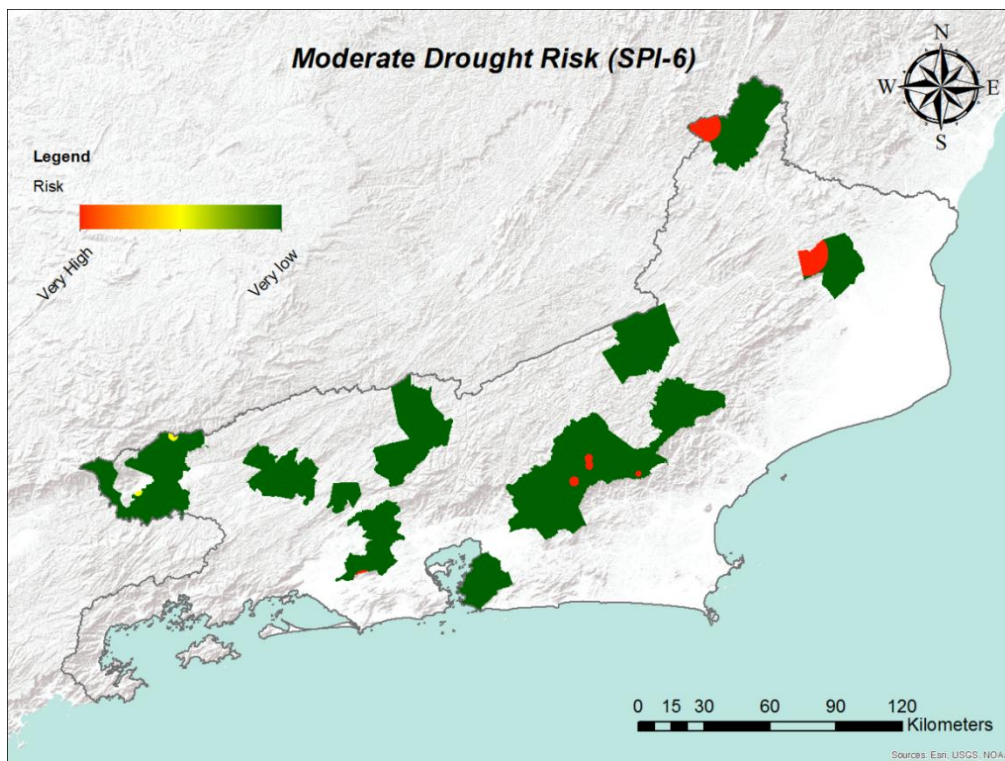 Moderate Drought Risk (SPI-6)
N
W
E
S
Legend
Risk
Very High
Very low
0 15 30 60 90 120
Kilometers
Sources: Esri, USGS, NOA